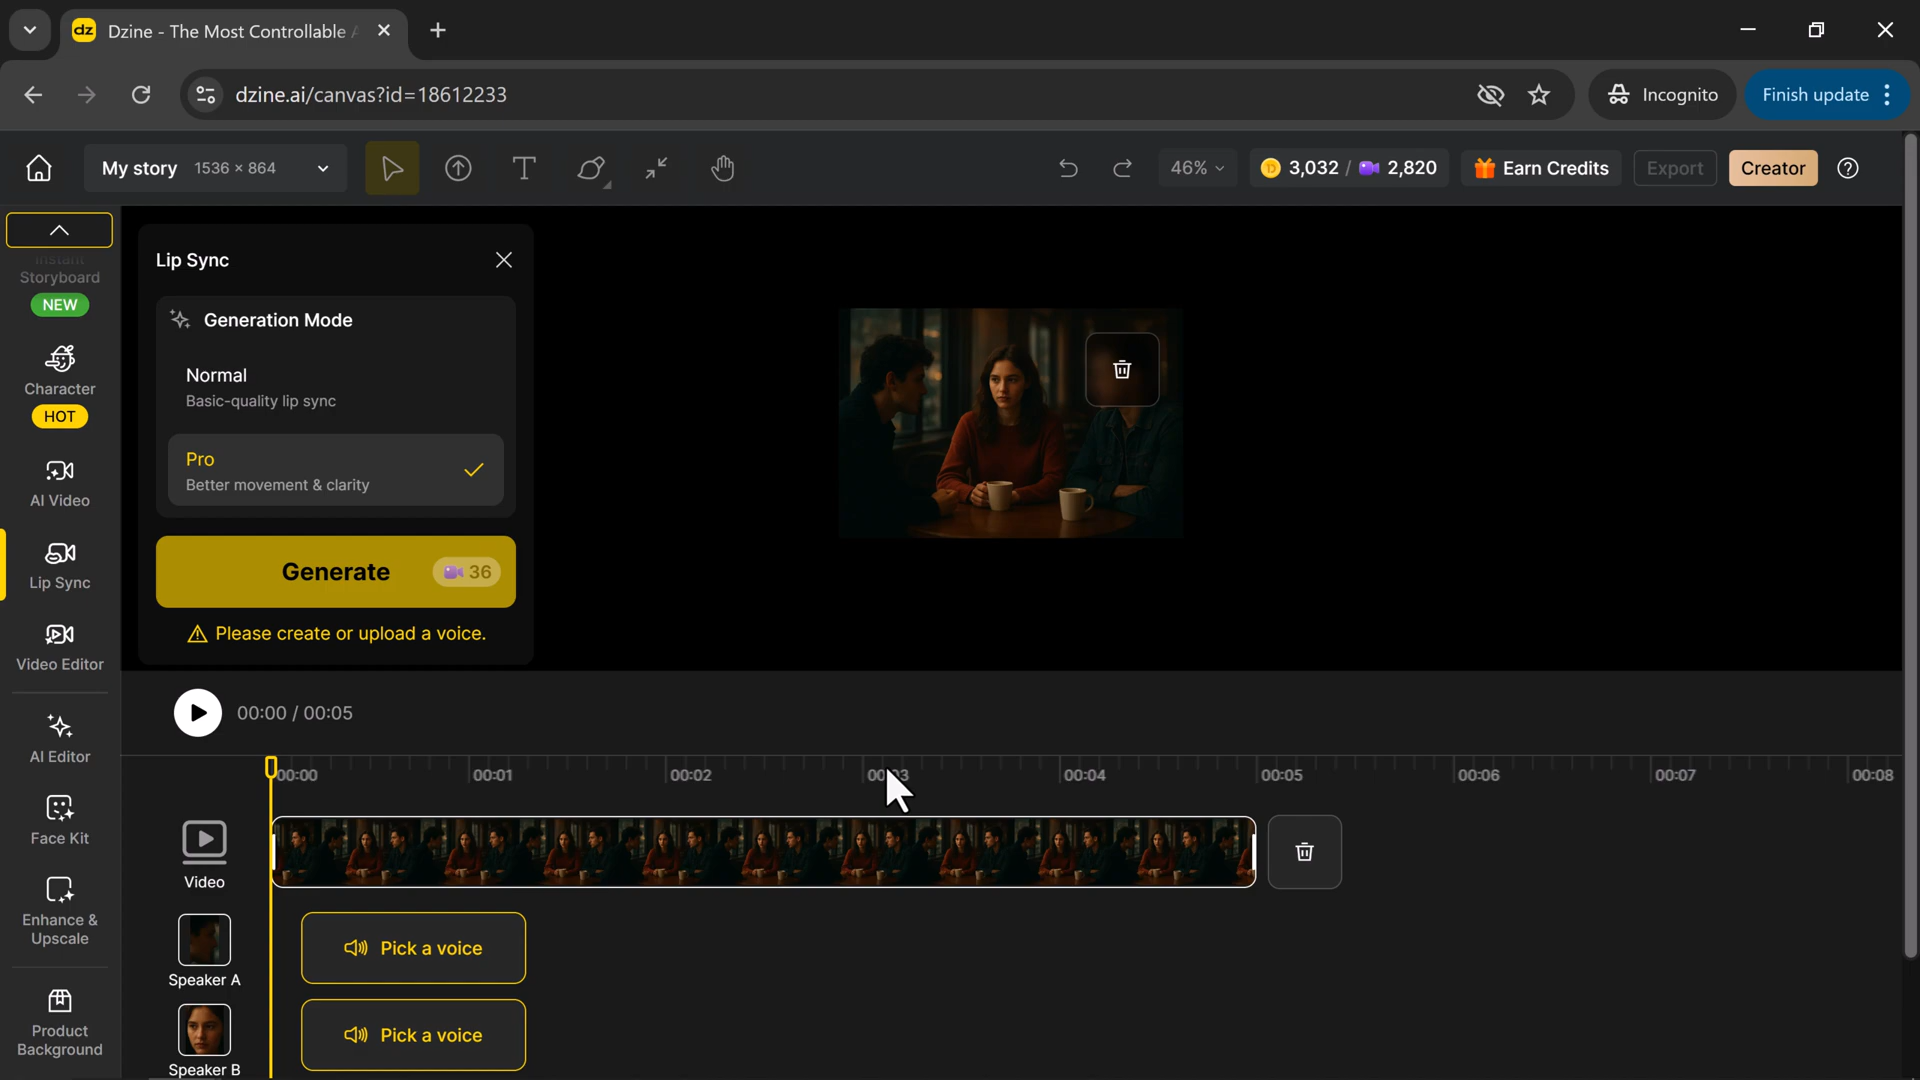 dz Dzine - The Most Controllable A
dzine.ai/canvas?id=18612233
Incognito
Finish update
My story 1536 × 864
46%
3,032 / 2,820
Earn Credits
Export
Creator
Instant
Storyboard
NEW
Character
HOT
AI Video
Lip Sync
Video Editor
AI Editor
Face Kit
Enhance &
Upscale
Product
Background
Lip Sync
Generation Mode
Normal
Basic-quality lip sync
Pro
Better movement & clarity
Generate 36
Please create or upload a voice.
00:00 / 00:05
00:00 00:01 00:02 00:03 00:04 00:05 00:06 00:07 00:08
Video
Speaker A
Pick a voice
Speaker B
Pick a voice